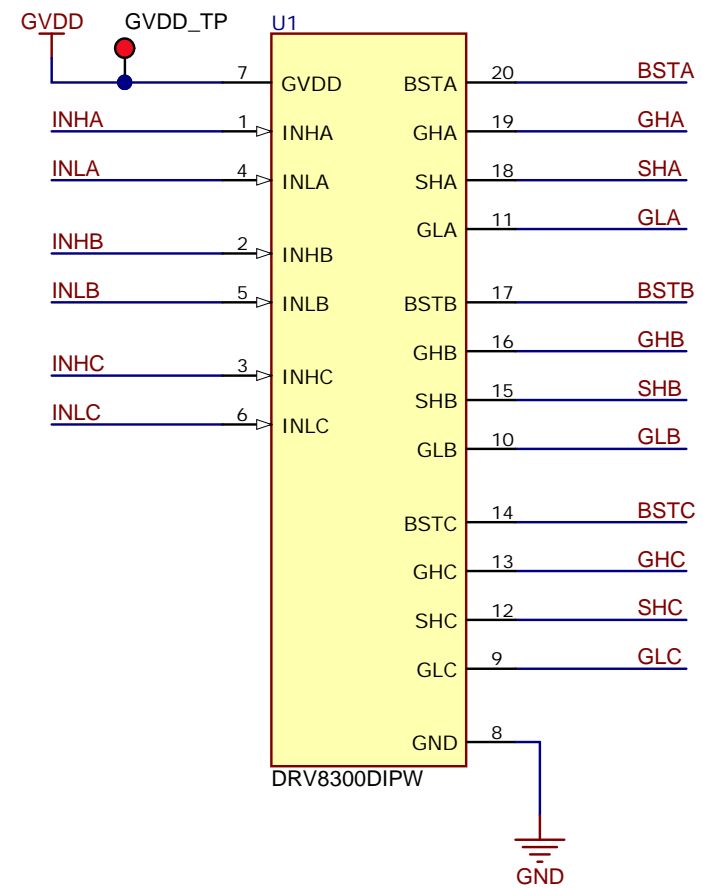 GVDD GVDD_TP U1
7 GVDD BSTA 20 BSTA
INHA 1 INHA GHA 19 GHA
INLA 4 INLA SHA 18 SHA
GLA 11 GLA
INHB 2 INHB
INLB 5 INLB BSTB 17 BSTB
GHB 16 GHB
INHC 3 INHC
SHB 15 SHB
INLC 6 INLC
GLB 10 GLB
BSTC 14 BSTC
GHC 13 GHC
SHC 12 SHC
GLC 9 GLC
GND 8
DRV8300DIPW
GND